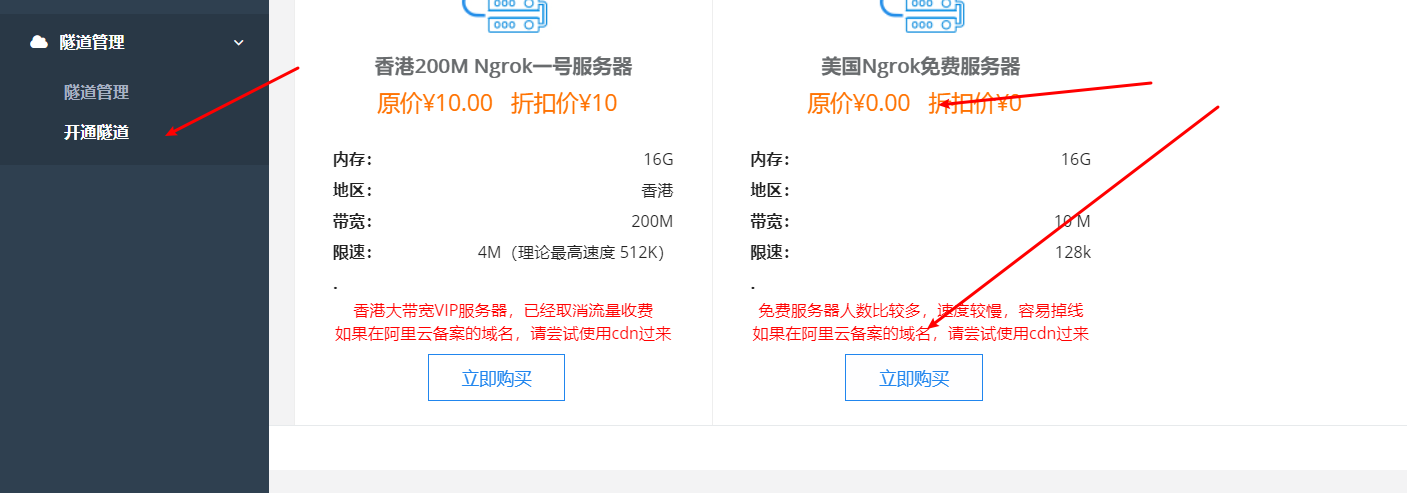 隧道管理
隧道管理
开通隧道
香港200M Ngrok一号服务器
原价¥10.00 折扣价¥10
内存： 16G
地区： 香港
带宽： 200M
限速： 4M（理论最高速度 512K）
.
香港大带宽VIP服务器，已经取消流量收费
如果在阿里云备案的域名，请尝试使用cdn过来
立即购买
美国Ngrok免费服务器
原价¥0.00 折扣价¥0
内存： 16G
地区：
带宽： 10 M
限速： 128k
.
免费服务器人数比较多，速度较慢，容易掉线
如果在阿里云备案的域名，请尝试使用cdn过来
立即购买